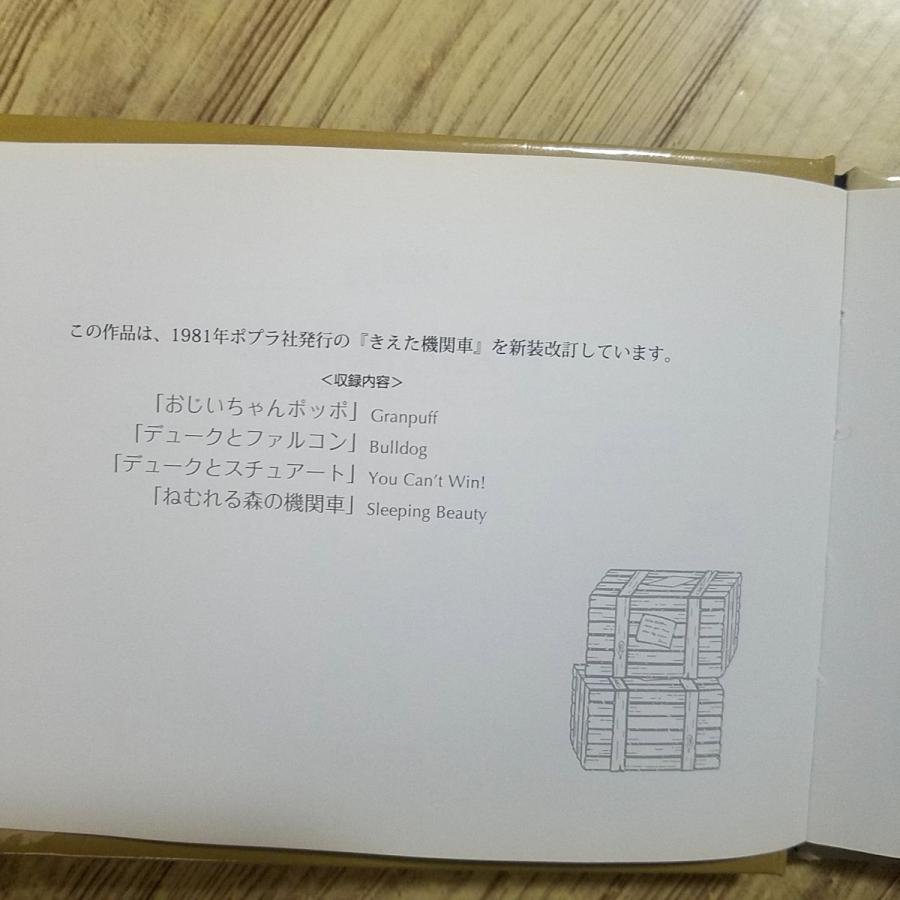 この作品は、1981年ポプラ社発行の『きえた機関車』を新装改訂しています。
＜収録内容＞
「おじいちゃんポッポ」 Granpuff
「デュークとファルコン」 Bulldog
「デュークとスチュアート」 You Can't Win!
「ねむれる森の機関車」 Sleeping Beauty